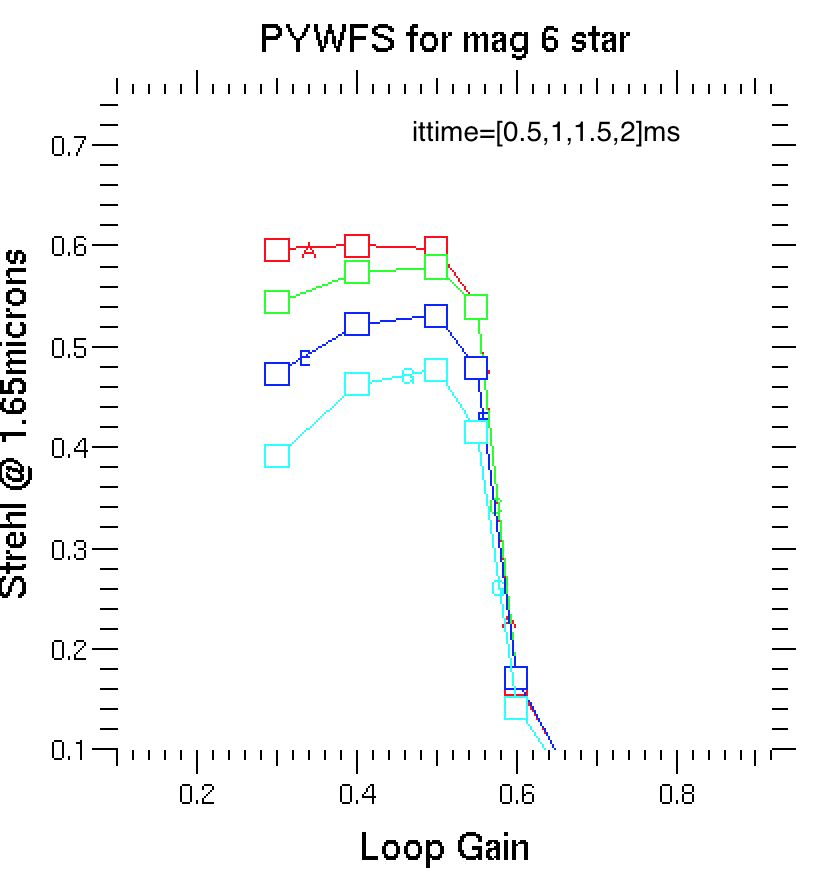 PYWFS for mag 6 star
ittime=[0.5,1,1.5,2]ms
0.7
0.6
0.5
0.4
0.3
0.2
0.1
Strehl @ 1.65microns
A
E
G
0.2 0.4 0.6 0.8
Loop Gain